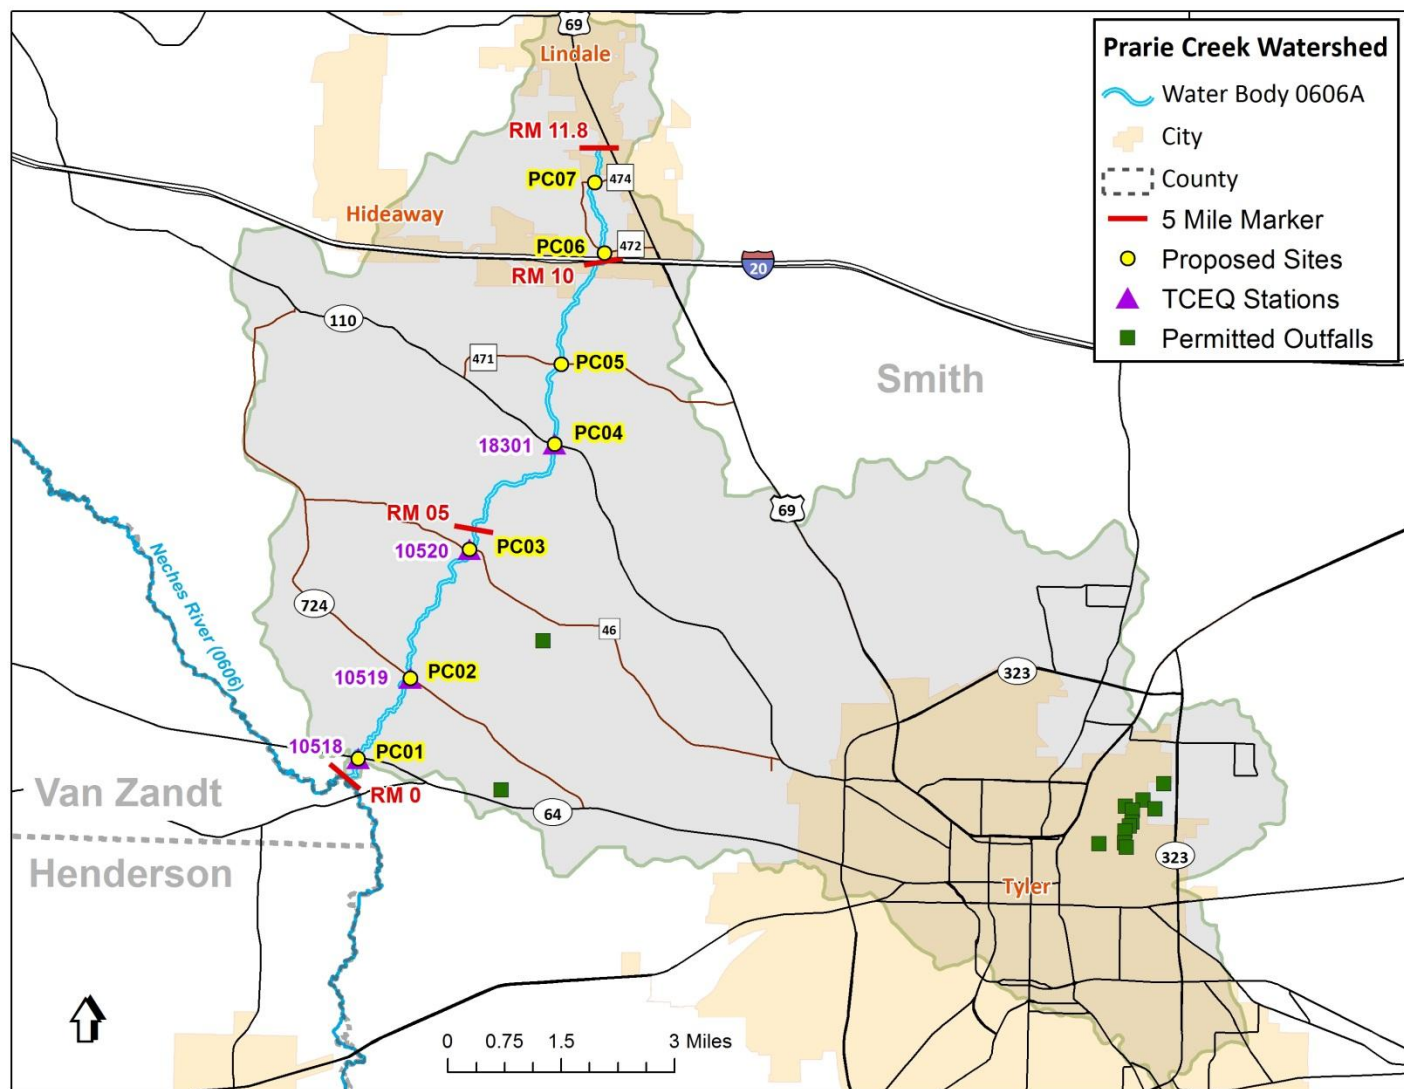 69
Lindale
Prarie Creek Watershed
Water Body 0606A
City
County
5 Mile Marker
Proposed Sites
TCEQ Stations
Permitted Outfalls
RM 11.8
PC07
474
Hideaway
PC06
472
RM 10
20
110
471
PC05
Smith
18301
PC04
69
RM 05
10520
PC03
Neches River (0606)
724
46
10519
PC02
323
10518
PC01
RM 0
Van Zandt
64
Henderson
323
Tyler
0 0.75 1.5 3 Miles